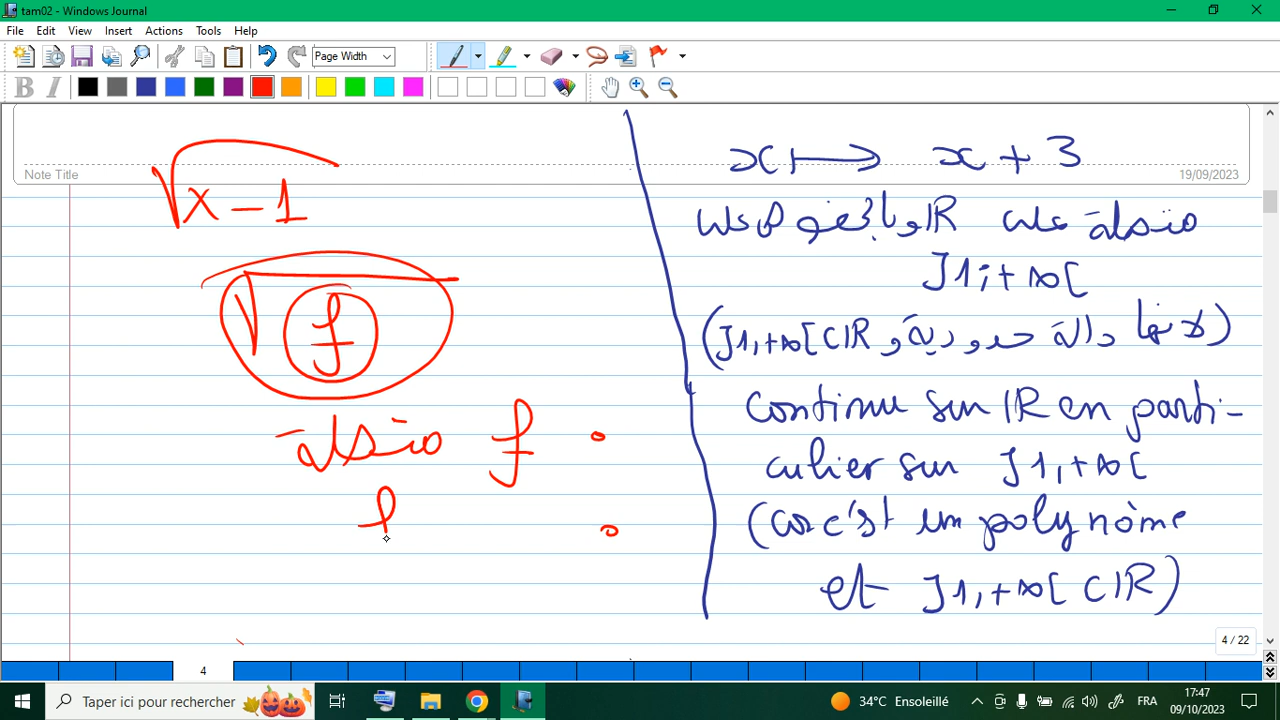 tam02 - Windows Journal
File Edit View Insert Actions Tools Help
Page Width
B I
Note Title
19/09/2023
√x - 1
√f
f متصلة
f
x ⟼ x + 3
متصلة على IR وبالخصوص على
]1;+∞[
(لانها دالة حدودية و ]1,+∞[ ⊂ IR)
continue sur IR en parti-
culier sur ]1,+∞[
(car c'est un polynôme
et ]1,+∞[ ⊂ IR)
4 / 22
4
Taper ici pour rechercher
34°C Ensoleillé
FRA
17:47
09/10/2023